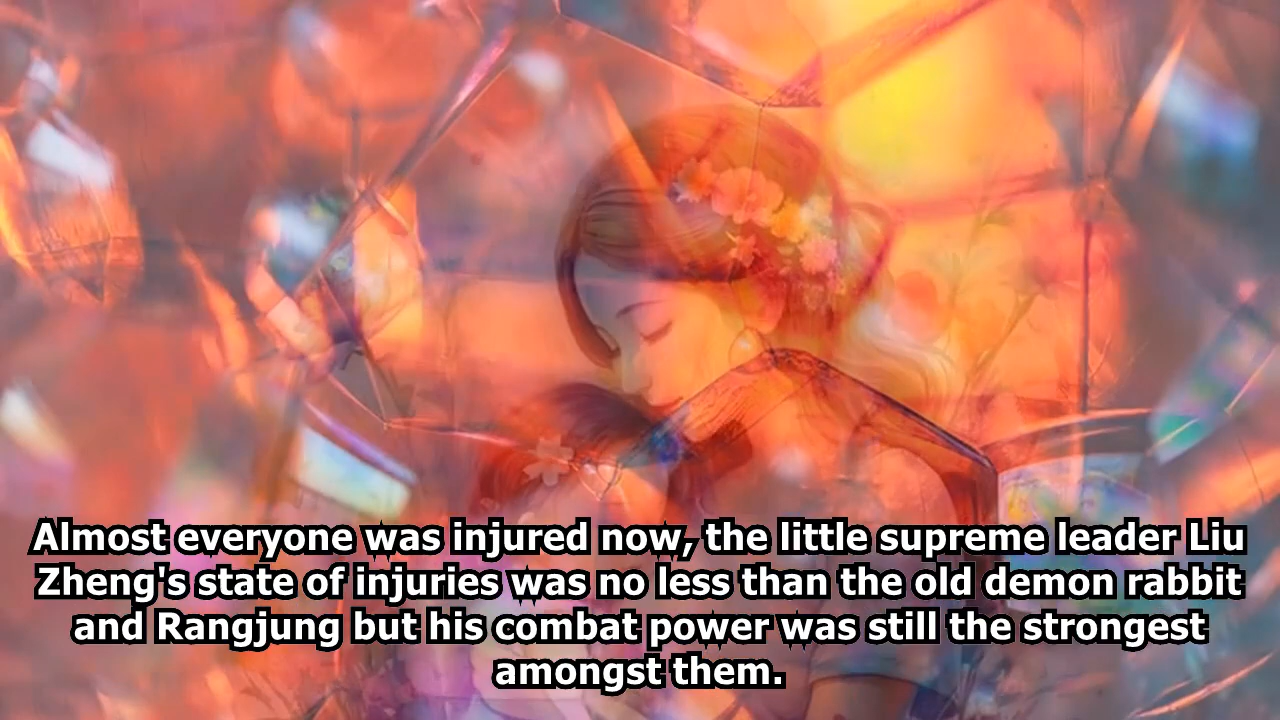 Almost everyone was injured now, the little supreme leader Liu
Zheng's state of injuries was no less than the old demon rabbit
and Rangjung but his combat power was still the strongest
amongst them.